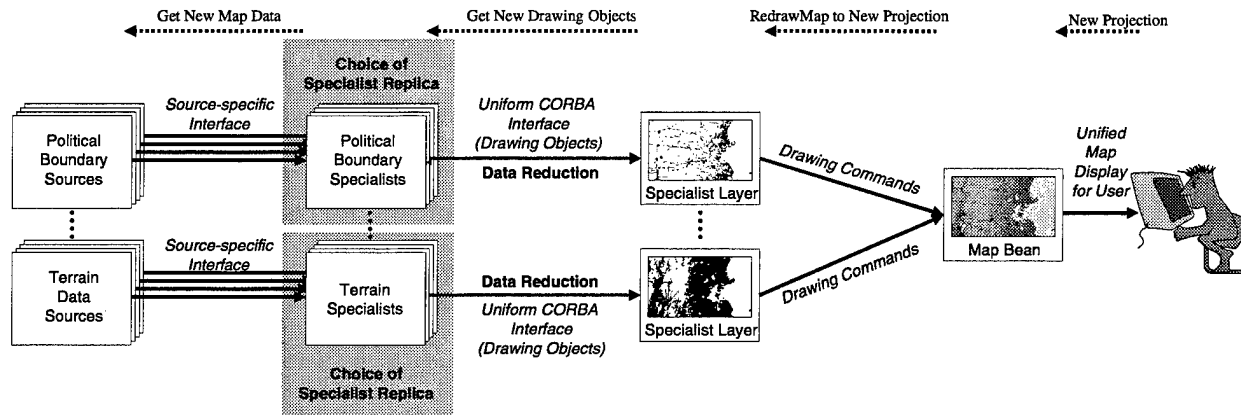 Get New Map Data
Get New Drawing Objects
RedrawMap to New Projection
New Projection
Choice of
Specialist Replica
Source-specific
Interface
Political
Boundary
Sources
Political
Boundary
Specialists
Uniform CORBA
Interface
(Drawing Objects)
Data Reduction
Specialist Layer
Drawing Commands
Unified
Map
Display
for User
Map Bean
Source-specific
Interface
Terrain
Data
Sources
Terrain
Specialists
Data Reduction
Uniform CORBA
Interface
(Drawing Objects)
Specialist Layer
Drawing Commands
Choice of
Specialist Replica